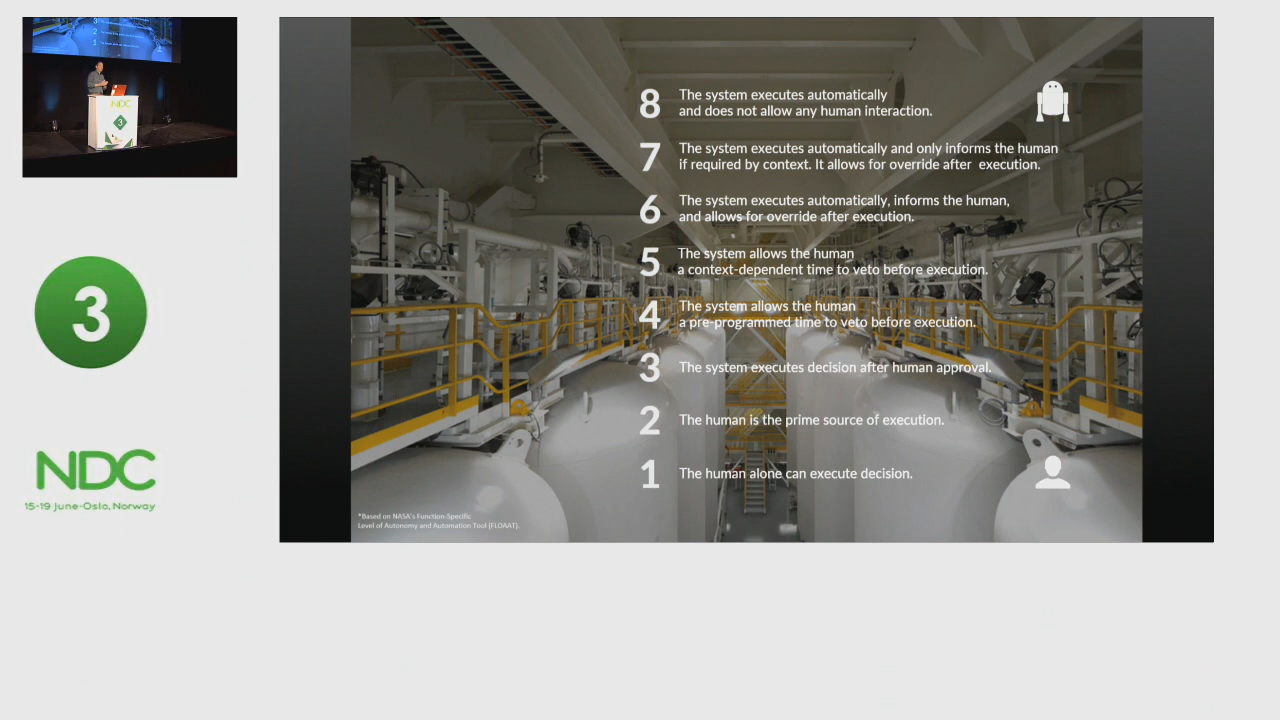 NDC
3
3
NDC
15-19 June·Oslo, Norway
8
The system executes automatically
and does not allow any human interaction.
7
The system executes automatically and only informs the human
if required by context. It allows for override after execution.
6
The system executes automatically, informs the human,
and allows for override after execution.
5
The system allows the human
a context-dependent time to veto before execution.
4
The system allows the human
a pre-programmed time to veto before execution.
3
The system executes decision after human approval.
2
The human is the prime source of execution.
1
The human alone can execute decision.
*Based on NASA's Function-Specific
Level of Autonomy and Automation Tool (FLOAAT).